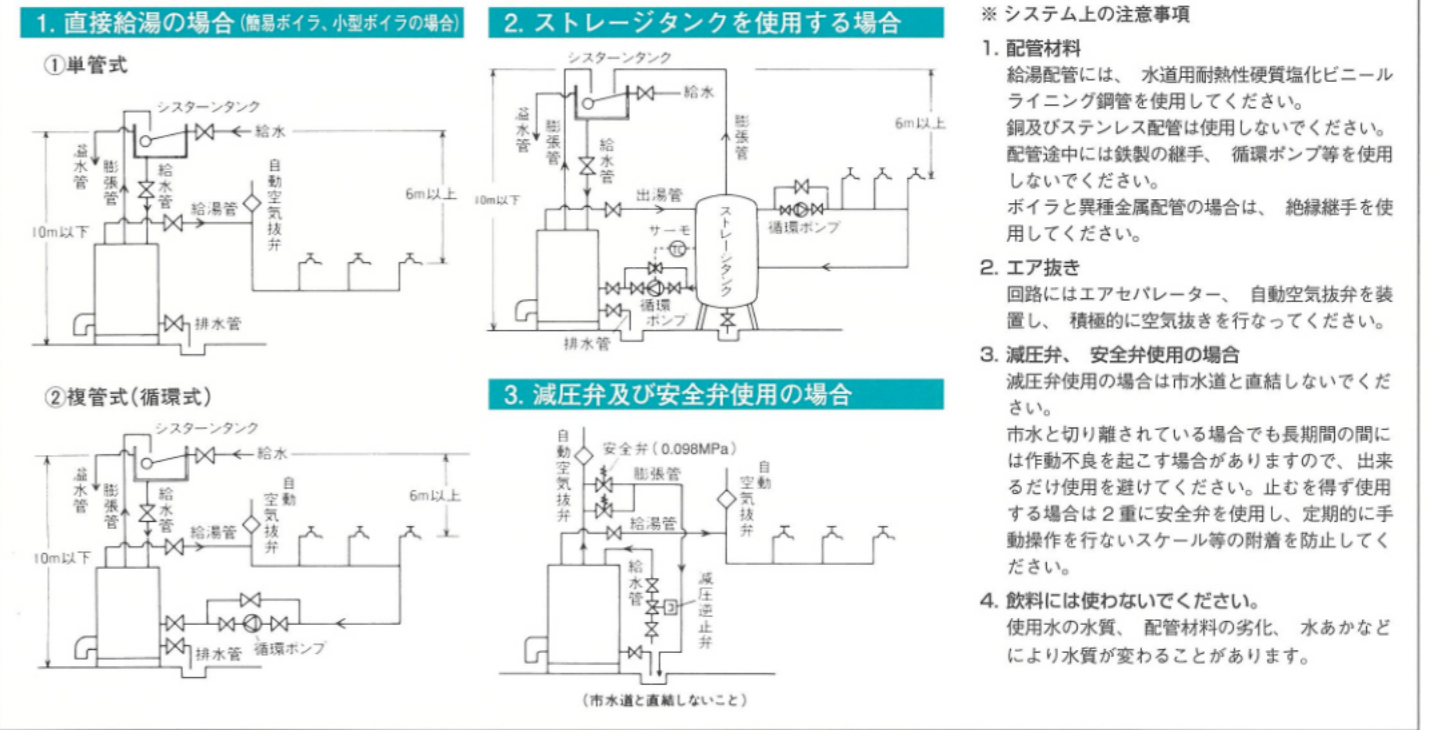 1. 直接給湯の場合(簡易ボイラ、小型ボイラの場合)
①単管式
シスターンタンク
給水
溢水管
膨張管
給水管
給湯管
自動空気抜弁
6m以上
10m以下
排水管
②複管式(循環式)
シスターンタンク
給水
溢水管
膨張管
給水管
給湯管
自動空気抜弁
6m以上
10m以下
排水管
循環ポンプ
2. ストレージタンクを使用する場合
シスターンタンク
給水
溢水管
膨張管
給水管
膨張管
6m以上
10m以下
出湯管
サーモ
TC
ストレージタンク
循環ポンプ
循環
ポンプ
排水管
3. 減圧弁及び安全弁使用の場合
自動空気抜弁
安全弁(0.098MPa)
膨張管
自動空気抜弁
給湯管
給水管
減圧逆止弁
(市水道と直結しないこと)
※ システム上の注意事項
1. 配管材料
給湯配管には、 水道用耐熱性硬質塩化ビニール
ライニング鋼管を使用してください。
銅及びステンレス配管は使用しないでください。
配管途中には鉄製の継手、 循環ポンプ等を使用
しないでください。
ボイラと異種金属配管の場合は、 絶縁継手を使
用してください。
2. エア抜き
回路にはエアセパレーター、 自動空気抜弁を装
置し、 積極的に空気抜きを行なってください。
3. 減圧弁、 安全弁使用の場合
減圧弁使用の場合は市水道と直結しないでくだ
さい。
市水と切り離されている場合でも長期間の間に
は作動不良を起こす場合がありますので、出来
るだけ使用を避けてください。止むを得ず使用
する場合は2重に安全弁を使用し、定期的に手
動操作を行ないスケール等の附着を防止してく
ださい。
4. 飲料には使わないでください。
使用水の水質、 配管材料の劣化、 水あかなど
により水質が変わることがあります。